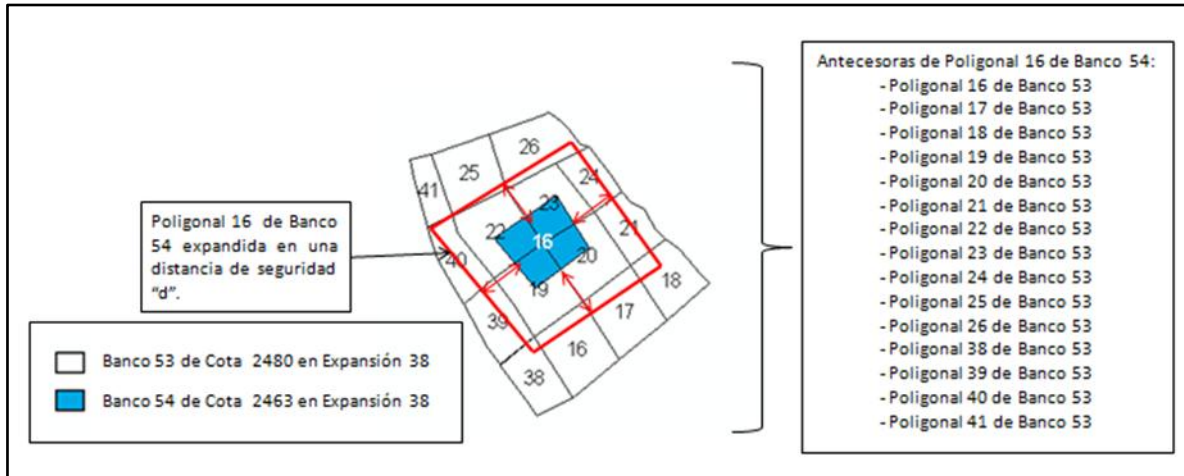 Antecesoras de Poligonal 16 de Banco 54:
- Poligonal 16 de Banco 53
- Poligonal 17 de Banco 53
- Poligonal 18 de Banco 53
- Poligonal 19 de Banco 53
- Poligonal 20 de Banco 53
- Poligonal 21 de Banco 53
- Poligonal 22 de Banco 53
- Poligonal 23 de Banco 53
- Poligonal 24 de Banco 53
- Poligonal 25 de Banco 53
- Poligonal 26 de Banco 53
- Poligonal 38 de Banco 53
- Poligonal 39 de Banco 53
- Poligonal 40 de Banco 53
- Poligonal 41 de Banco 53
26
25
24
41
23
22
21
16
20
40
19
18
17
39
16
38
Poligonal 16 de Banco
54 expandida en una
distancia de seguridad
“d”.
Banco 53 de Cota 2480 en Expansión 38
Banco 54 de Cota 2463 en Expansión 38